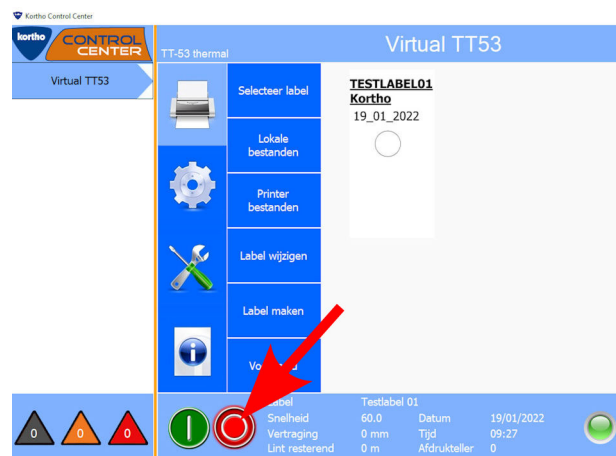 Kortho Control Center
kortho
CONTROL
CENTER
TT-53 thermal
Virtual TT53
Virtual TT53
Selecteer label
Lokale
bestanden
Printer
bestanden
Label wijzigen
Label maken
TESTLABEL01
Kortho
19_01_2022
Label
Testlabel 01
Snelheid
60.0
Datum
19/01/2022
Vertraging
0 mm
Tijd
09:27
Lint resterend
0 m
Afdrukteller
0
0
0
0